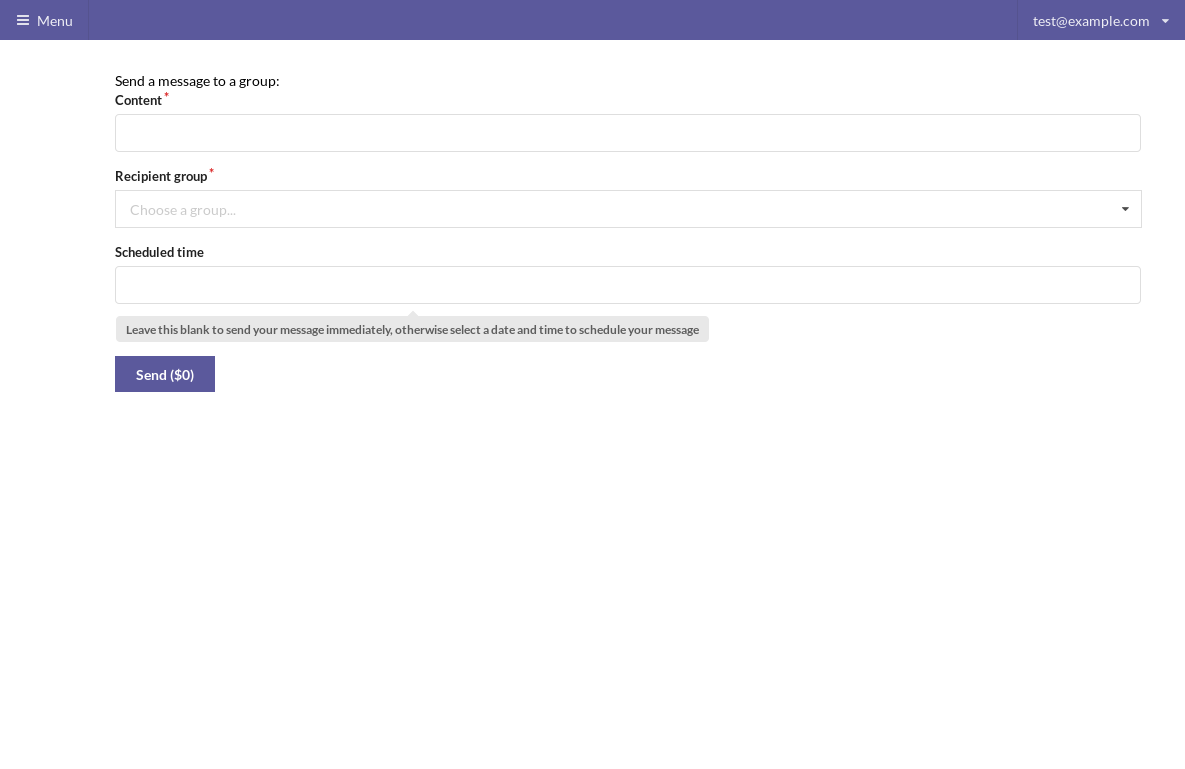 Menu
test@example.com
Send a message to a group:
Content *
Recipient group *
Choose a group...
Scheduled time
Leave this blank to send your message immediately, otherwise select a date and time to schedule your message
Send ($0)